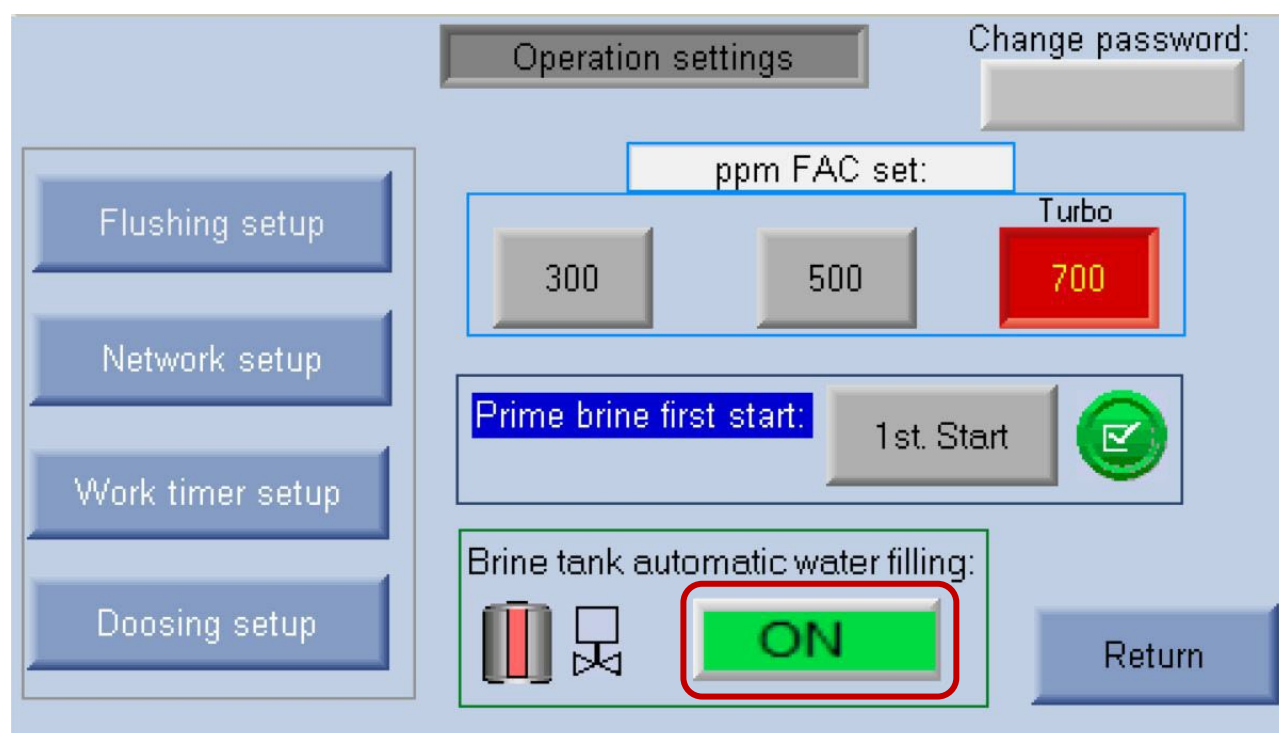 Operation settings
Change password:
Flushing setup
Network setup
Work timer setup
Doosing setup
ppm FAC set:
Turbo
300
500
700
Prime brine first start:
1st. Start
Brine tank automatic water filling:
ON
Return